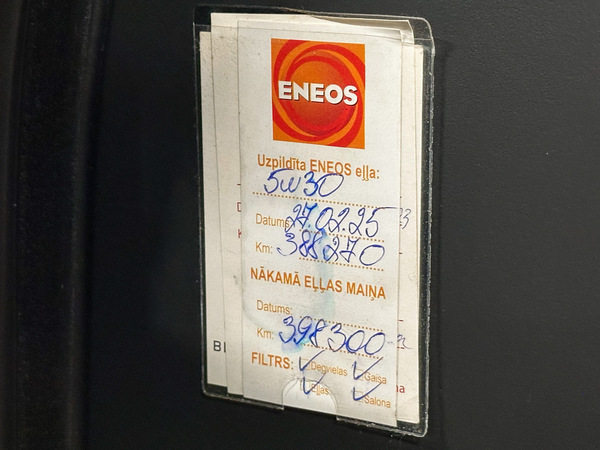 ENEOS
Uzpildīta ENEOS eļļa:
5w30
Datums: 27.02.25
Km: 388270
NĀKAMĀ EĻĻAS MAIŅA
Datums:
Km: 398300
FILTRS: ✓ Degvielas ✓ Gaisa
✓ Eļļas ✓ Salona